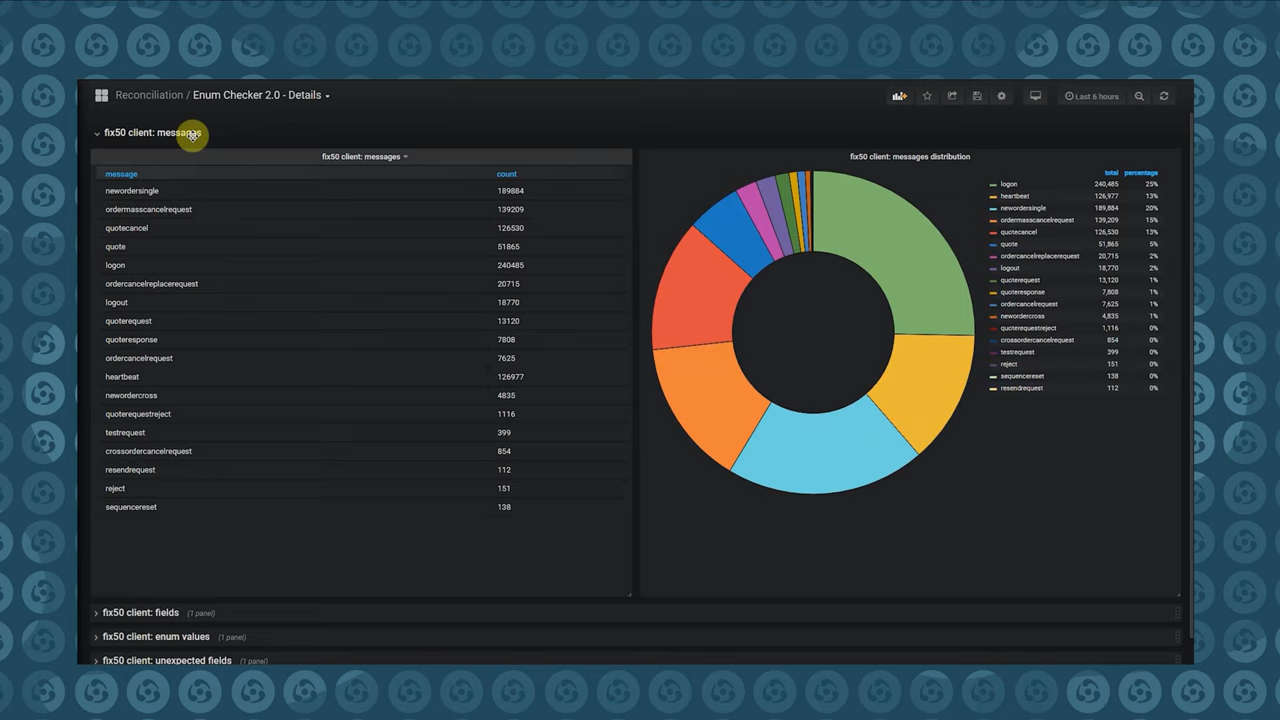 Reconciliation / Enum Checker 2.0 - Details
Last 6 hours
fix50 client: messages
fix50 client: messages
message count
newordersingle 189884
ordermasscancelrequest 139209
quotecancel 126530
quote 51865
logon 240485
ordercancelreplacerequest 20715
logout 18770
quoterequest 13120
quoteresponse 7808
ordercancelrequest 7625
heartbeat 126977
newordercross 4835
quoterequestreject 1116
testrequest 399
crossordercancelrequest 854
resendrequest 112
reject 151
sequencereset 138
fix50 client: messages distribution
total percentage
logon 240,485 25%
heartbeat 126,977 13%
newordersingle 189,884 20%
ordermasscancelrequest 139,209 15%
quotecancel 126,530 13%
quote 51,865 5%
ordercancelreplacerequest 20,715 2%
logout 18,770 2%
quoterequest 13,120 1%
quoteresponse 7,808 1%
ordercancelrequest 7,625 1%
newordercross 4,835 1%
quoterequestreject 1,116 0%
crossordercancelrequest 854 0%
testrequest 399 0%
reject 151 0%
sequencereset 138 0%
resendrequest 112 0%
fix50 client: fields (1 panel)
fix50 client: enum values (1 panel)
fix50 client: unexpected fields (1 panel)